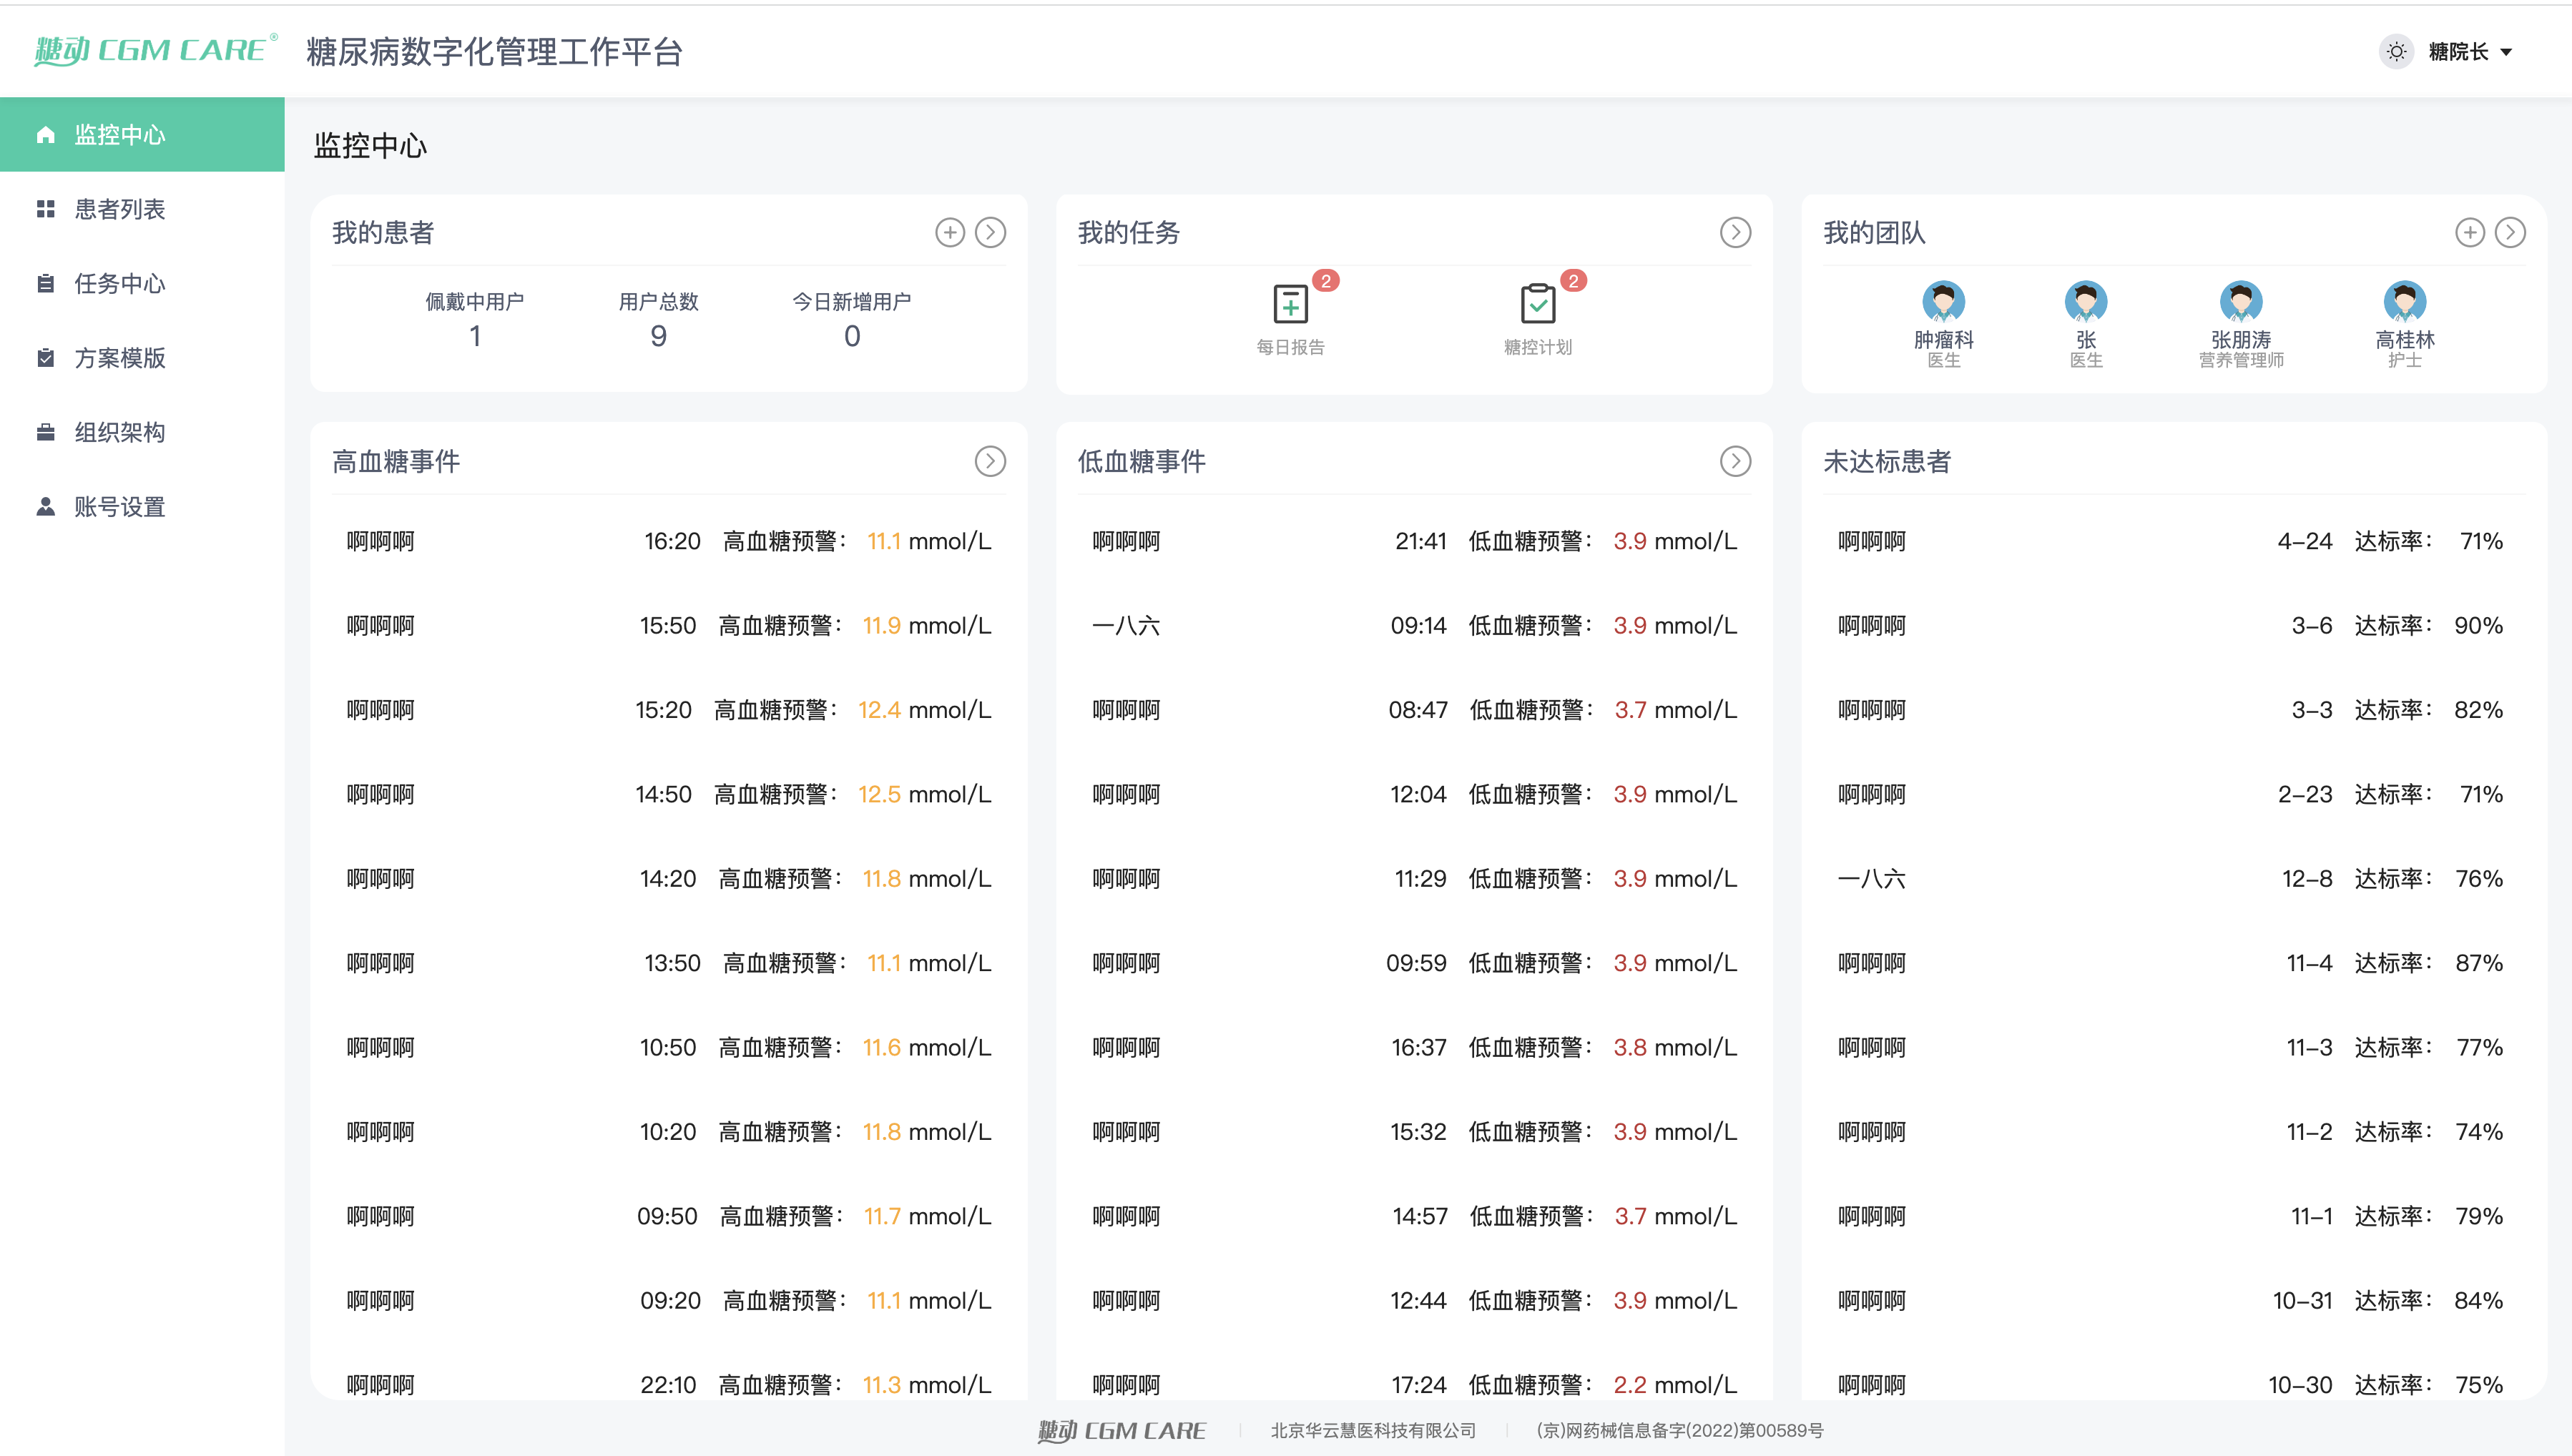 糖动 CGM CARE® 糖尿病数字化管理工作平台 糖院长
监控中心
患者列表
任务中心
方案模版
组织架构
账号设置
监控中心
我的患者
佩戴中用户 用户总数 今日新增用户
1 9 0
我的任务
2 2
每日报告 糖控计划
我的团队
肿瘤科 张 张朋涛 高桂林
医生 医生 营养管理师 护士
高血糖事件
啊啊啊 16:20 高血糖预警： 11.1 mmol/L
啊啊啊 15:50 高血糖预警： 11.9 mmol/L
啊啊啊 15:20 高血糖预警： 12.4 mmol/L
啊啊啊 14:50 高血糖预警： 12.5 mmol/L
啊啊啊 14:20 高血糖预警： 11.8 mmol/L
啊啊啊 13:50 高血糖预警： 11.1 mmol/L
啊啊啊 10:50 高血糖预警： 11.6 mmol/L
啊啊啊 10:20 高血糖预警： 11.8 mmol/L
啊啊啊 09:50 高血糖预警： 11.7 mmol/L
啊啊啊 09:20 高血糖预警： 11.1 mmol/L
啊啊啊 22:10 高血糖预警： 11.3 mmol/L
低血糖事件
啊啊啊 21:41 低血糖预警： 3.9 mmol/L
一八六 09:14 低血糖预警： 3.9 mmol/L
啊啊啊 08:47 低血糖预警： 3.7 mmol/L
啊啊啊 12:04 低血糖预警： 3.9 mmol/L
啊啊啊 11:29 低血糖预警： 3.9 mmol/L
啊啊啊 09:59 低血糖预警： 3.9 mmol/L
啊啊啊 16:37 低血糖预警： 3.8 mmol/L
啊啊啊 15:32 低血糖预警： 3.9 mmol/L
啊啊啊 14:57 低血糖预警： 3.7 mmol/L
啊啊啊 12:44 低血糖预警： 3.9 mmol/L
啊啊啊 17:24 低血糖预警： 2.2 mmol/L
未达标患者
啊啊啊 4-24 达标率： 71%
啊啊啊 3-6 达标率： 90%
啊啊啊 3-3 达标率： 82%
啊啊啊 2-23 达标率： 71%
一八六 12-8 达标率： 76%
啊啊啊 11-4 达标率： 87%
啊啊啊 11-3 达标率： 77%
啊啊啊 11-2 达标率： 74%
啊啊啊 11-1 达标率： 79%
啊啊啊 10-31 达标率： 84%
啊啊啊 10-30 达标率： 75%
糖动 CGM CARE 北京华云慧医科技有限公司 (京)网药械信息备字(2022)第00589号